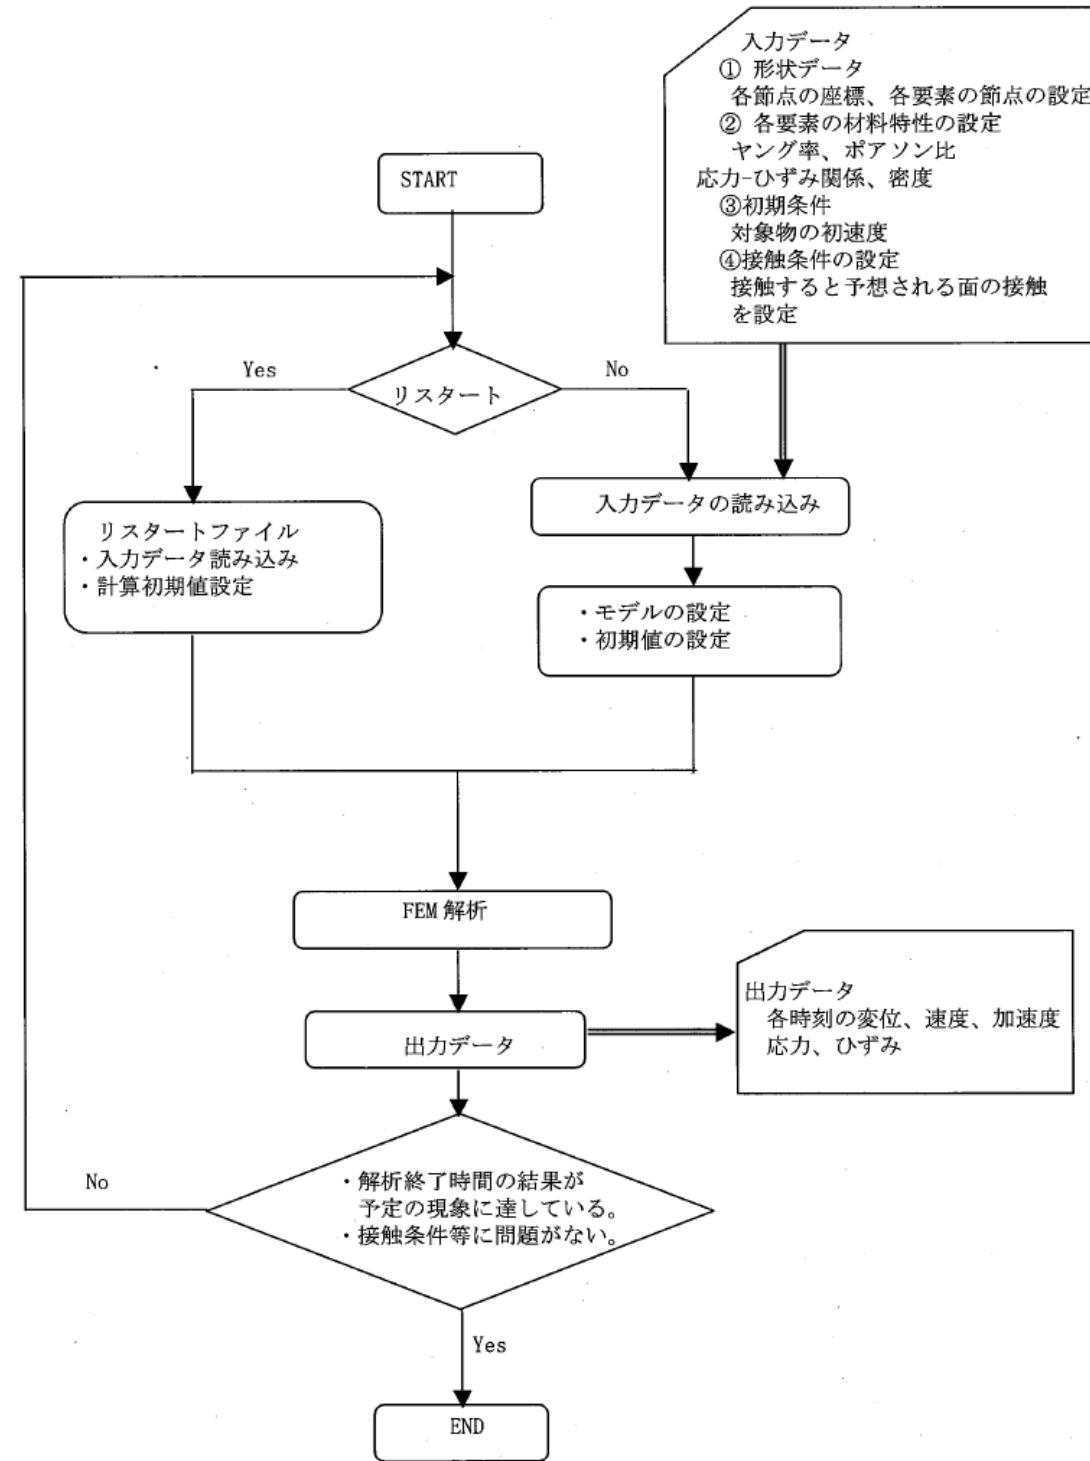 入力データ
① 形状データ
各節点の座標、各要素の節点の設定
② 各要素の材料特性の設定
ヤング率、ポアソン比
応力-ひずみ関係、密度
③初期条件
対象物の初速度
④接触条件の設定
接触すると予想される面の接触
を設定
START
Yes
リスタート
No
リスタートファイル
・入力データ読み込み
・計算初期値設定
入力データの読み込み
・モデルの設定
・初期値の設定
FEM 解析
出力データ
出力データ
各時刻の変位、速度、加速度
応力、ひずみ
No
・解析終了時間の結果が
予定の現象に達している。
・接触条件等に問題がない。
Yes
END